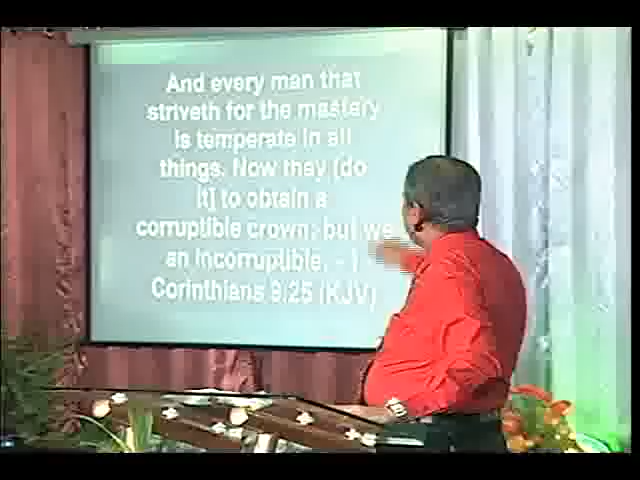 And every man that
striveth for the mastery
is temperate in all
things. Now they [do
it] to obtain a
corruptible crown; but we
an incorruptible. - 1
Corinthians 9:25 (KJV)